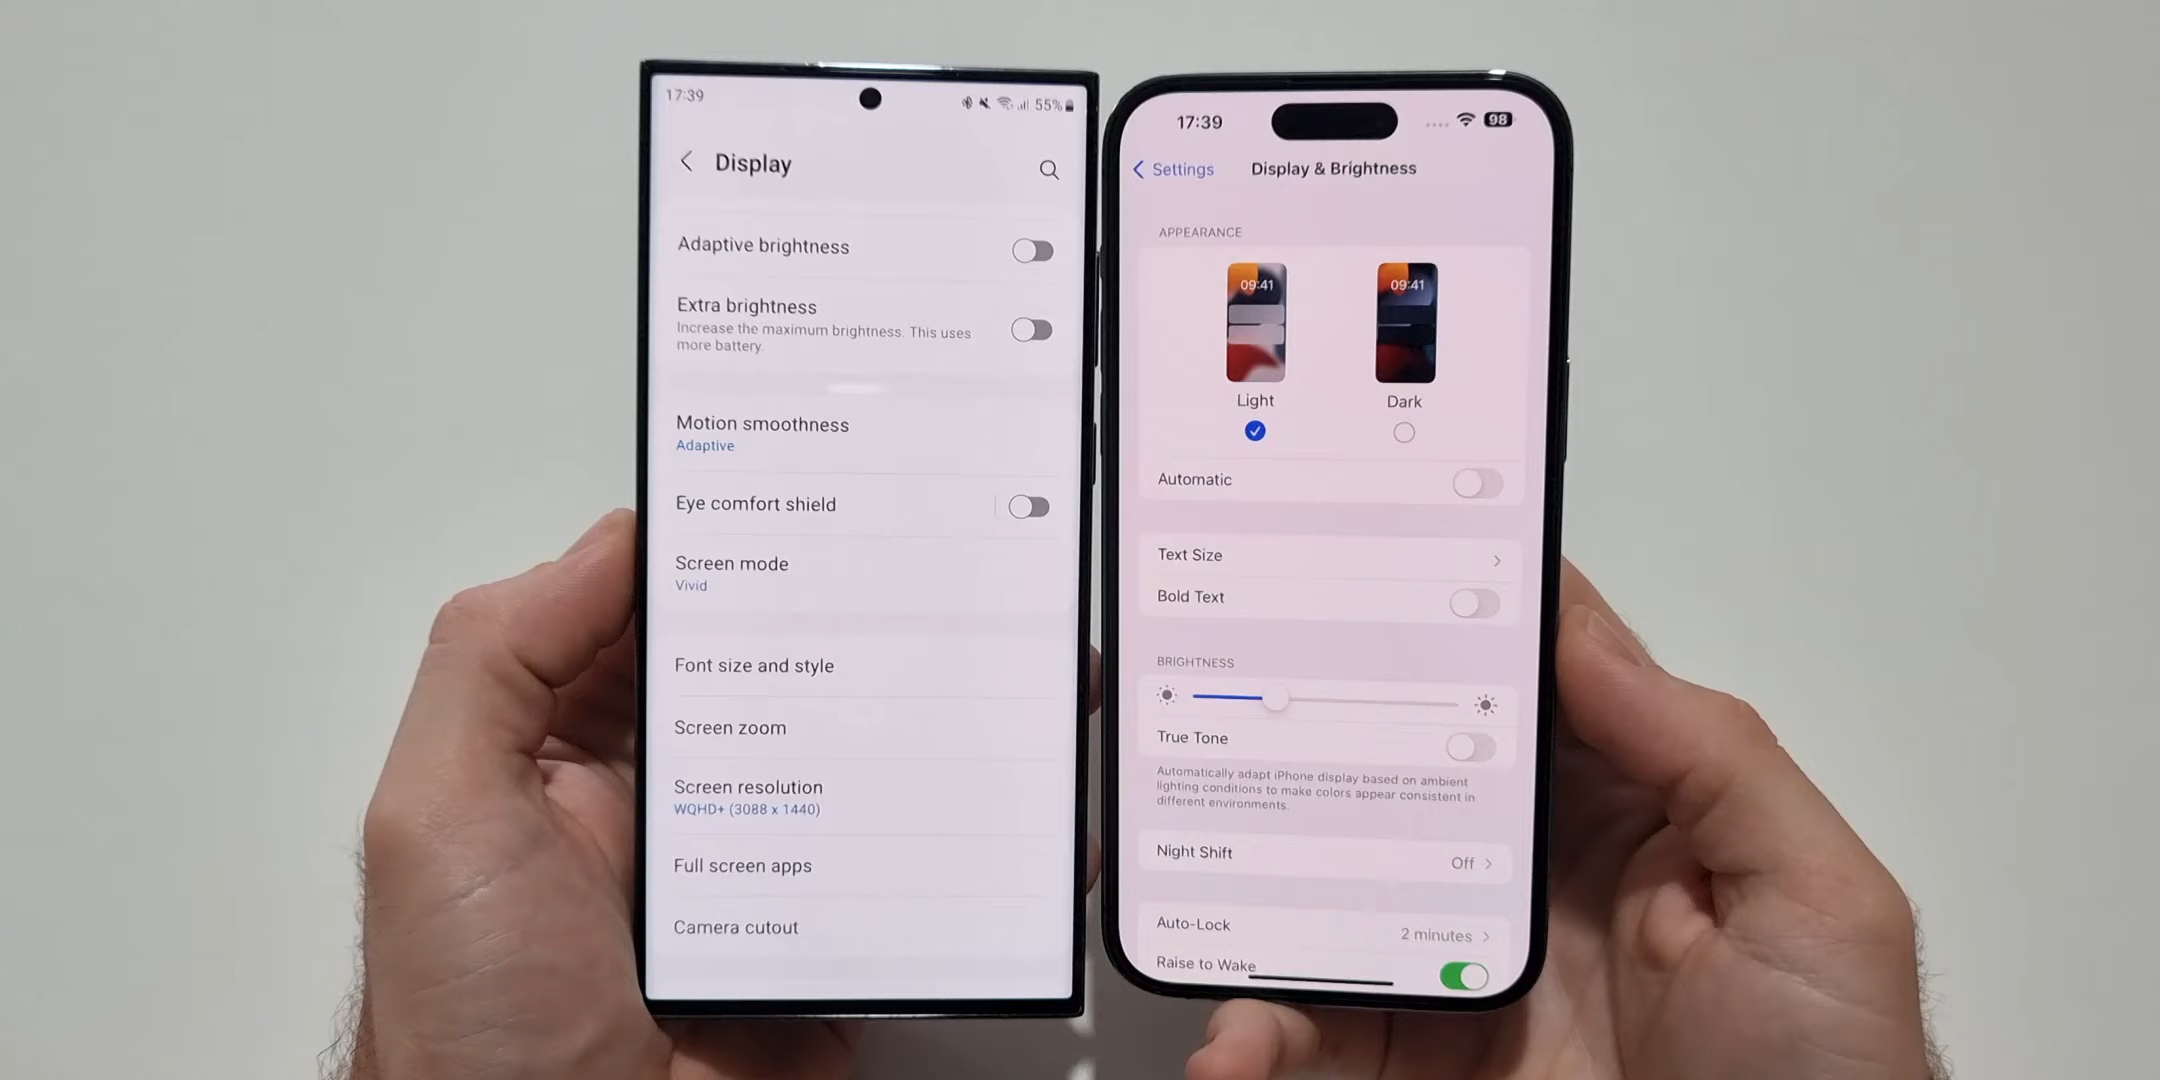 17:39
55%
Display
Adaptive brightness
Extra brightness
Increase the maximum brightness. This uses
more battery.
Motion smoothness
Adaptive
Eye comfort shield
Screen mode
Vivid
Font size and style
Screen zoom
Screen resolution
WQHD+ (3088 x 1440)
Full screen apps
Camera cutout
17:39
98
Settings
Display & Brightness
APPEARANCE
09:41
09:41
Light
Dark
Automatic
Text Size
Bold Text
BRIGHTNESS
True Tone
Automatically adapt iPhone display based on ambient
lighting conditions to make colors appear consistent in
different environments.
Night Shift
Off
Auto-Lock
2 minutes
Raise to Wake